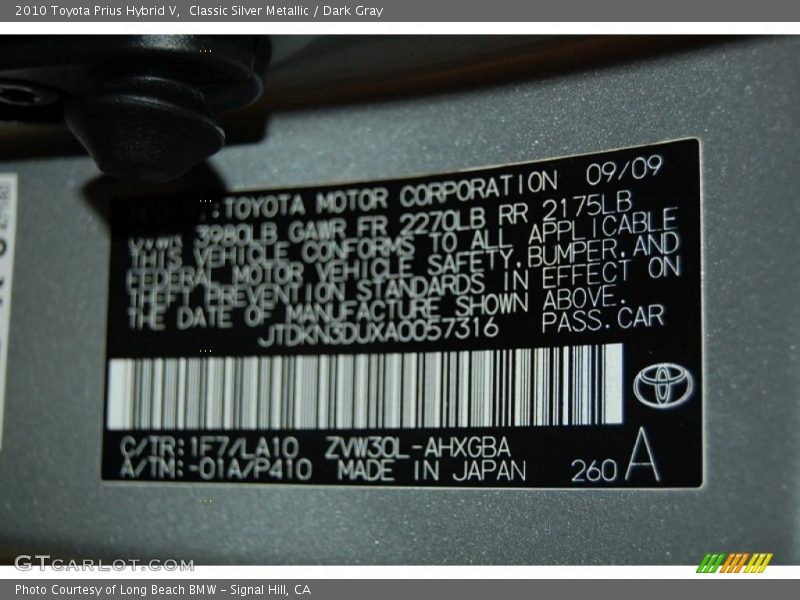 2010 Toyota Prius Hybrid V, Classic Silver Metallic / Dark Gray
TOYOTA MOTOR CORPORATION 09/09
GVWR 3980LB GAWR FR 2270LB RR 2175LB
THIS VEHICLE CONFORMS TO ALL APPLICABLE
FEDERAL MOTOR VEHICLE SAFETY, BUMPER, AND
THEFT PREVENTION STANDARDS IN EFFECT ON
THE DATE OF MANUFACTURE SHOWN ABOVE.
JTDKN3DUXA0057316 PASS.CAR
C/TR:1F7/LA10 ZVW30L-AHXGBA
A/TM:-01A/P410 MADE IN JAPAN 260 A
GTCARLOT.COM
Photo Courtesy of Long Beach BMW - Signal Hill, CA